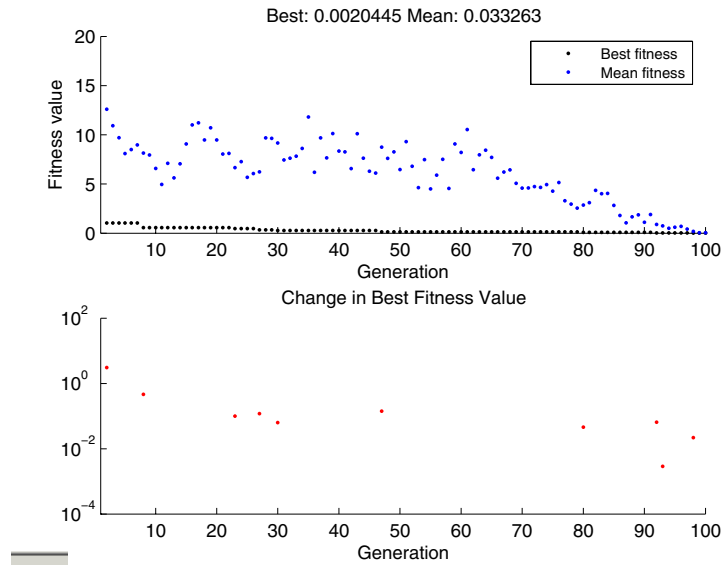 Best: 0.0020445 Mean: 0.033263
20
15
10
5
0
Fitness value
Best fitness
Mean fitness
10 20 30 40 50 60 70 80 90 100
Generation
Change in Best Fitness Value
10^2
10^0
10^-2
10^-4
10 20 30 40 50 60 70 80 90 100
Generation